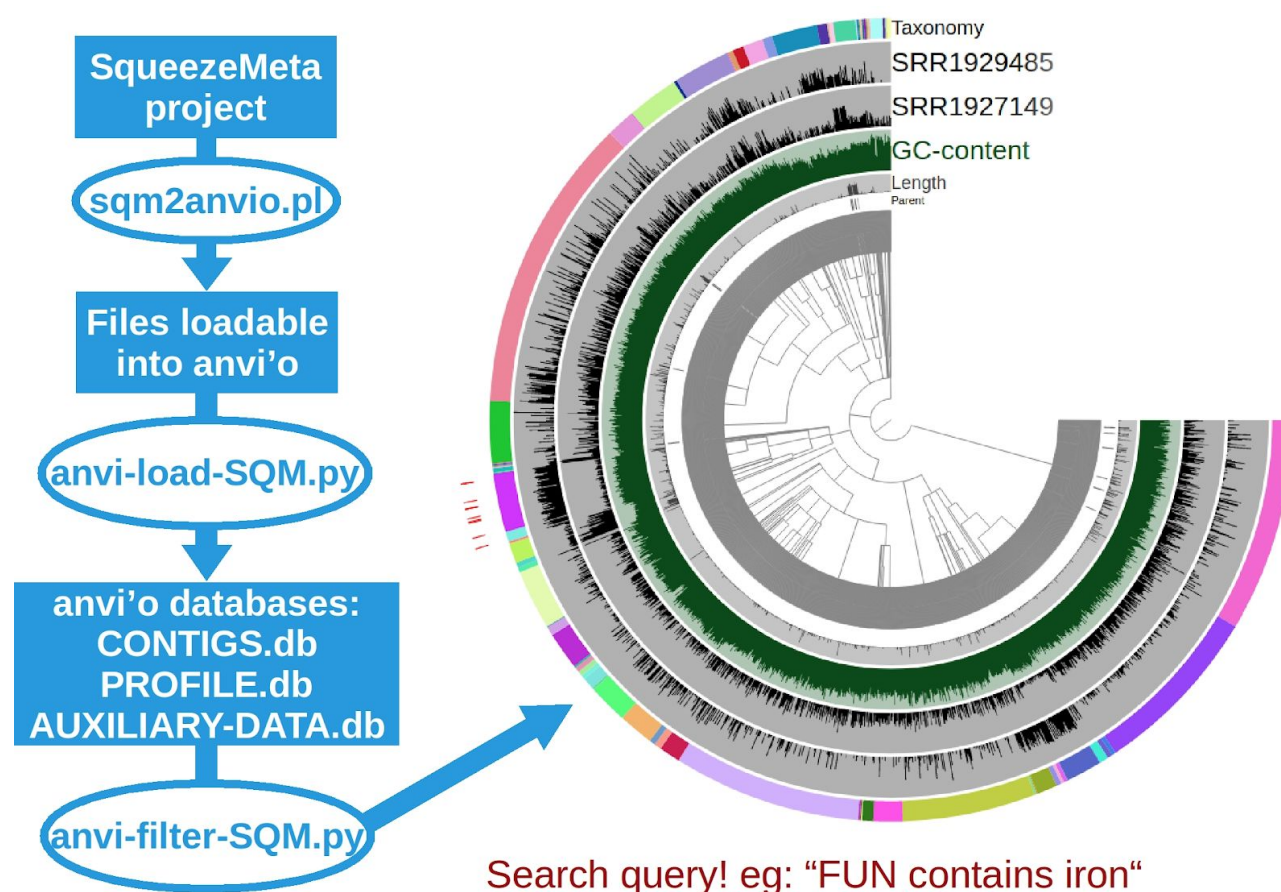 SqueezeMeta
project
sqm2anvio.pl
Files loadable
into anvi’o
anvi-load-SQM.py
anvi’o databases:
CONTIGS.db
PROFILE.db
AUXILIARY-DATA.db
anvi-filter-SQM.py
Taxonomy
SRR1929485
SRR1927149
GC-content
Length
Parent
Search query! eg: “FUN contains iron“